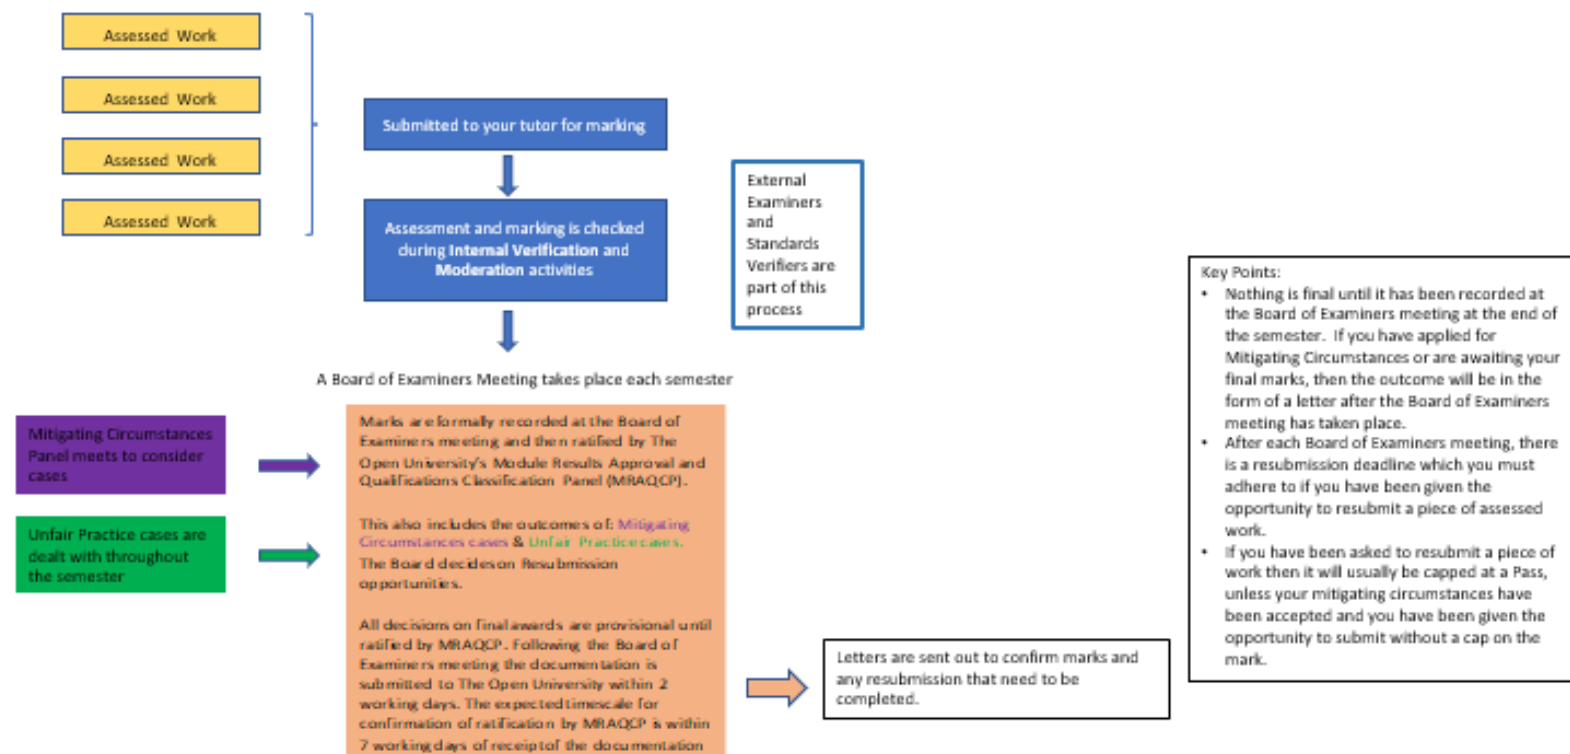 Assessed Work
Assessed Work
Assessed Work
Assessed Work
Submitted to your tutor for marking
Assessment and marking is checked
during Internal Verification and
Moderation activities
External
Examiners
and
Standards
Verifiers are
part of this
process
A Board of Examiners Meeting takes place each semester
Mitigating Circumstances
Panel meets to consider
cases
Unfair Practice cases are
dealt with throughout
the semester
Marks are formally recorded at the Board of
Examiners meeting and then ratified by The
Open University's Module Results Approval and
Qualifications Classification Panel (MRAQCP).
This also includes the outcomes of: Mitigating
Circumstances cases & Unfair Practice cases.
The Board decides on Resubmission
opportunities.
All decisions on final awards are provisional until
ratified by MRAQCP. Following the Board of
Examiners meeting the documentation is
submitted to The Open University within 2
working days. The expected timescale for
confirmation of ratification by MRAQCP is within
7 working days of receipt of the documentation
Letters are sent out to confirm marks and
any resubmission that need to be
completed.
Key Points:
• Nothing is final until it has been recorded at
the Board of Examiners meeting at the end of
the semester. If you have applied for
Mitigating Circumstances or are awaiting your
final marks, then the outcome will be in the
form of a letter after the Board of Examiners
meeting has taken place.
• After each Board of Examiners meeting, there
is a resubmission deadline which you must
adhere to if you have been given the
opportunity to resubmit a piece of assessed
work.
• If you have been asked to resubmit a piece of
work then it will usually be capped at a Pass,
unless your mitigating circumstances have
been accepted and you have been given the
opportunity to submit without a cap on the
mark.